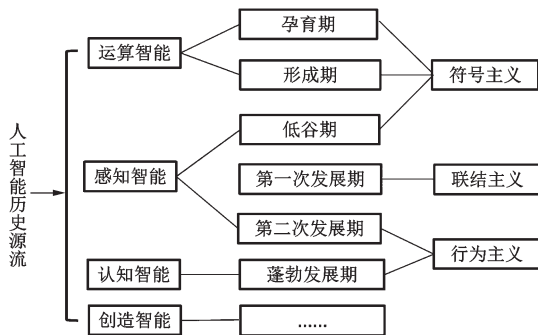 人工智能历史源流
运算智能
感知智能
认知智能
创造智能
孕育期
形成期
低谷期
第一次发展期
第二次发展期
蓬勃发展期
......
符号主义
联结主义
行为主义